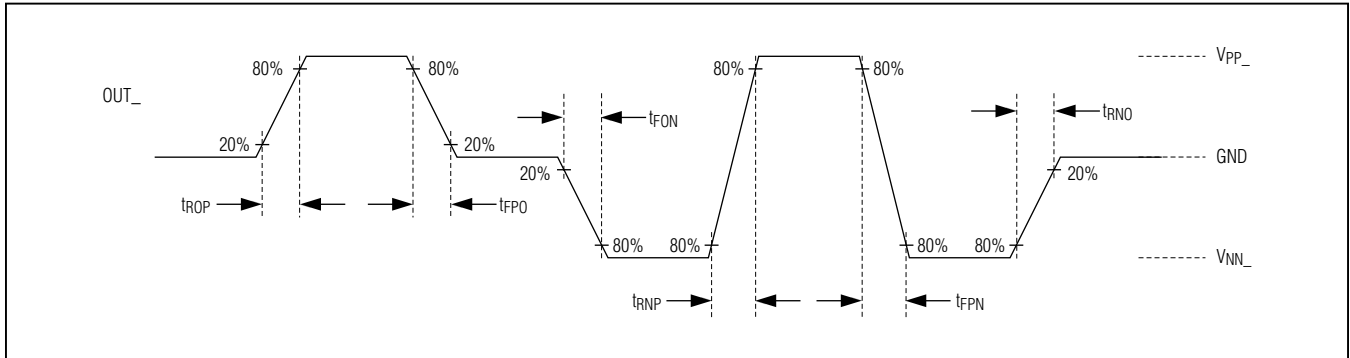 80% 80% 80% 80% VPP_
OUT_
tFON tRNO
20% 20% GND
20% 20%
tROP tFPO
80% 80% 80% 80%
VNN_
tRNP tFPN